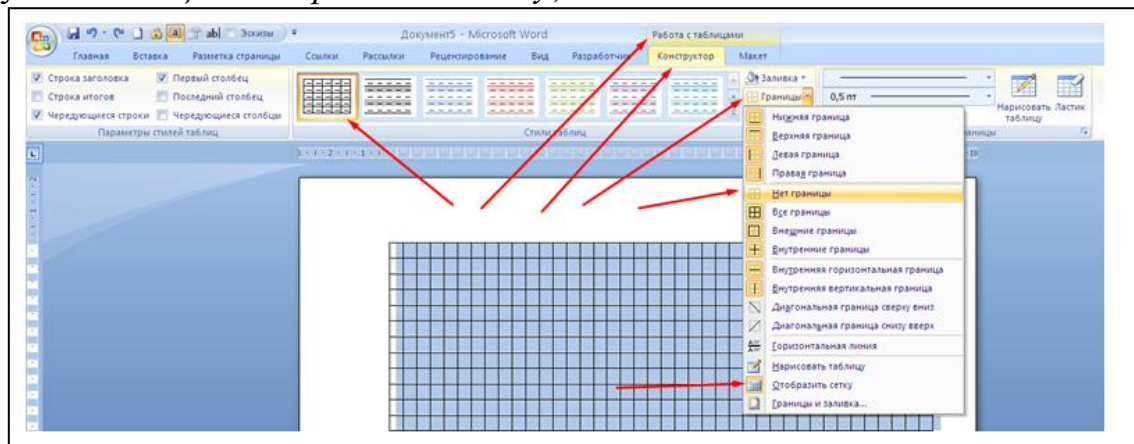 Документ5 - Microsoft Word
Работа с таблицами
Эскизы
Главная Вставка Разметка страницы Ссылки Рассылки Рецензирование Вид Разработчик Конструктор Макет
Строка заголовка Первый столбец
Строка итогов Последний столбец
Чередующиеся строки Чередующиеся столбцы
Параметры стилей таблиц
Стили таблиц
Заливка
Границы
0,5 пт
Нарисовать таблицу
Ластик
Нижняя граница
Верхняя граница
Левая граница
Правая граница
Нет границы
Все границы
Внешние границы
Внутренние границы
Внутренняя горизонтальная граница
Внутренняя вертикальная граница
Диагональная граница сверху вниз
Диагональная граница снизу вверх
Горизонтальная линия
Нарисовать таблицу
Отобразить сетку
Границы и заливка...